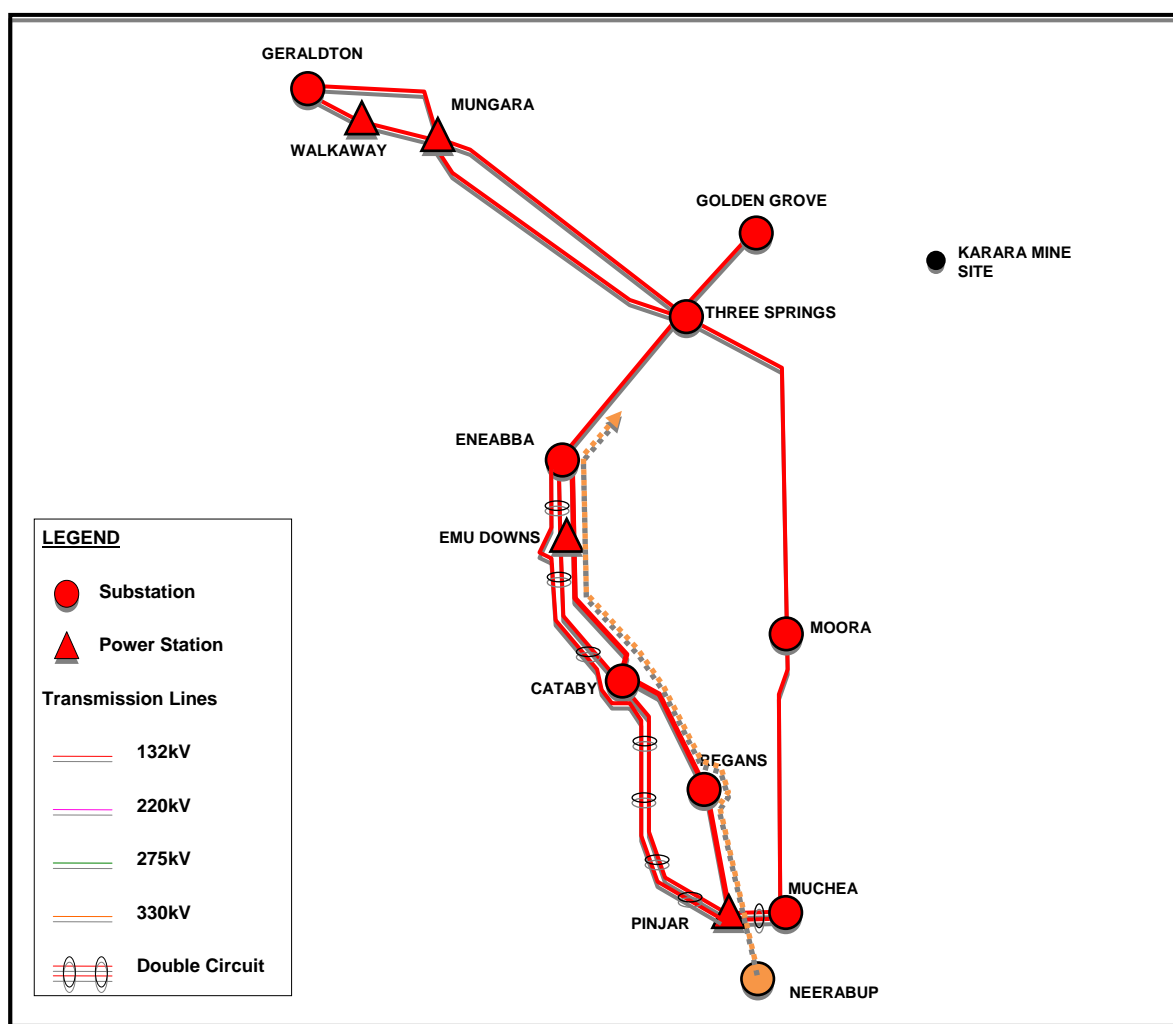 GERALDTON
MUNGARA
WALKAWAY
GOLDEN GROVE
KARARA MINE
SITE
THREE SPRINGS
ENEABBA
EMU DOWNS
MOORA
CATABY
REGANS
MUCHEA
PINJAR
NEERABUP
LEGEND
Substation
Power Station
Transmission Lines
132kV
220kV
275kV
330kV
Double Circuit